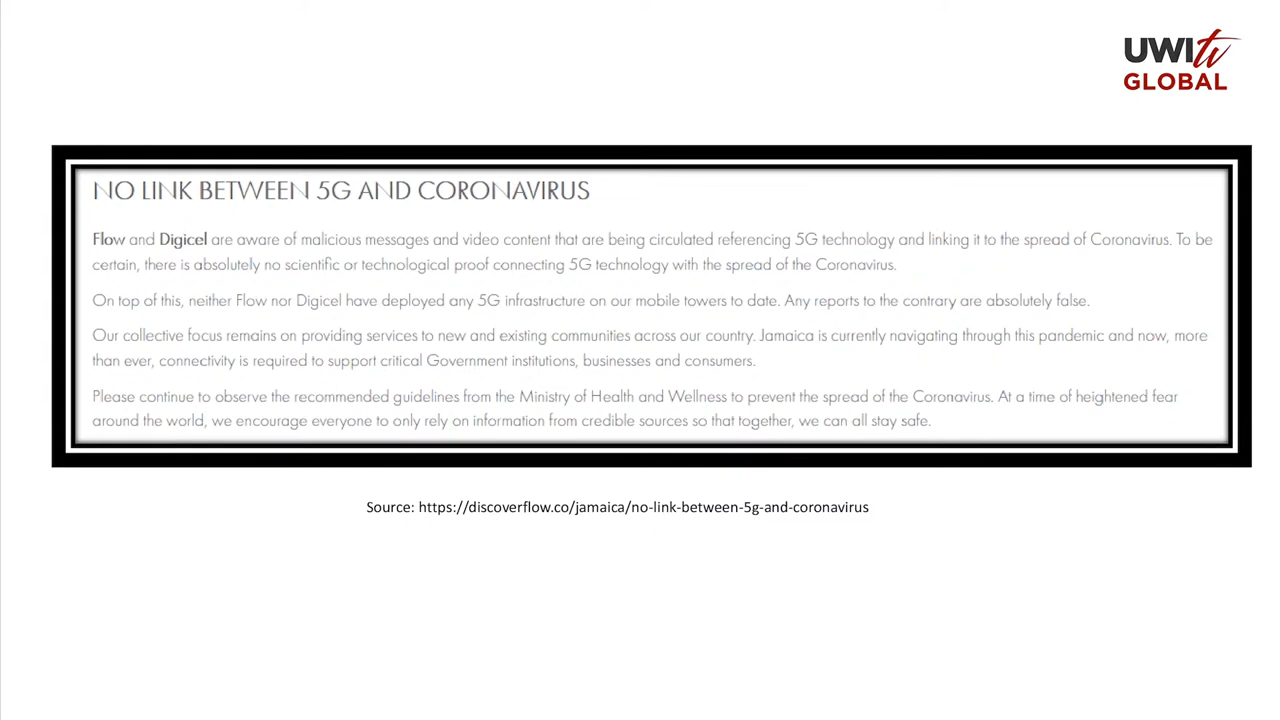 UWI tv
GLOBAL
NO LINK BETWEEN 5G AND CORONAVIRUS
Flow and Digicel are aware of malicious messages and video content that are being circulated referencing 5G technology and linking it to the spread of Coronavirus. To be
certain, there is absolutely no scientific or technological proof connecting 5G technology with the spread of the Coronavirus.
On top of this, neither Flow nor Digicel have deployed any 5G infrastructure on our mobile towers to date. Any reports to the contrary are absolutely false.
Our collective focus remains on providing services to new and existing communities across our country. Jamaica is currently navigating through this pandemic and now, more
than ever, connectivity is required to support critical Government institutions, businesses and consumers.
Please continue to observe the recommended guidelines from the Ministry of Health and Wellness to prevent the spread of the Coronavirus. At a time of heightened fear
around the world, we encourage everyone to only rely on information from credible sources so that together, we can all stay safe.
Source: https://discoverflow.co/jamaica/no-link-between-5g-and-coronavirus